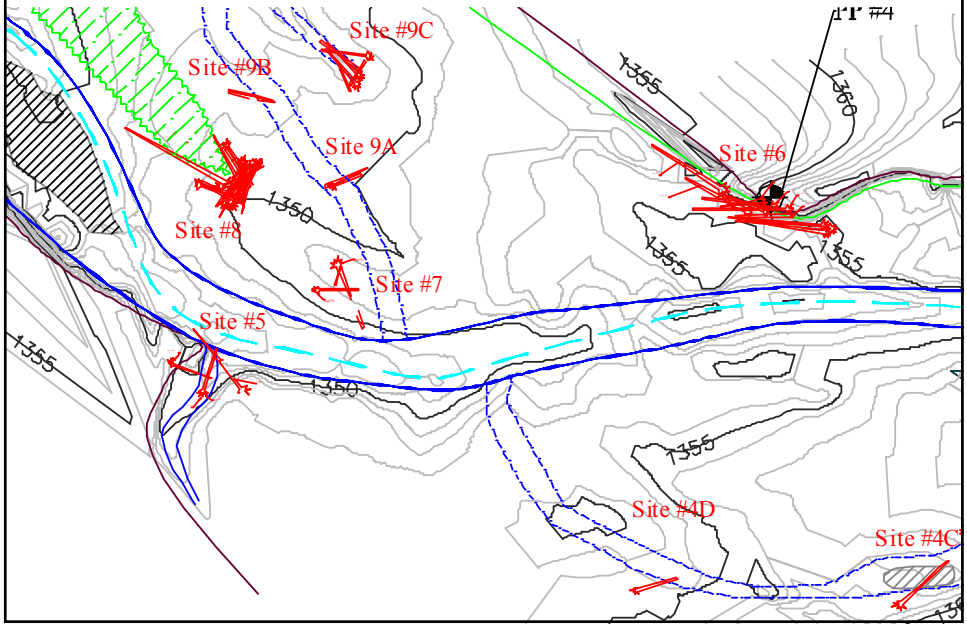 PP #4
Site #9C
Site #9B
1355
1360
Site 9A
Site #6
1350
Site #8
1355
1355
Site #7
Site #5
1355
1350
1355
Site #4D
Site #4C